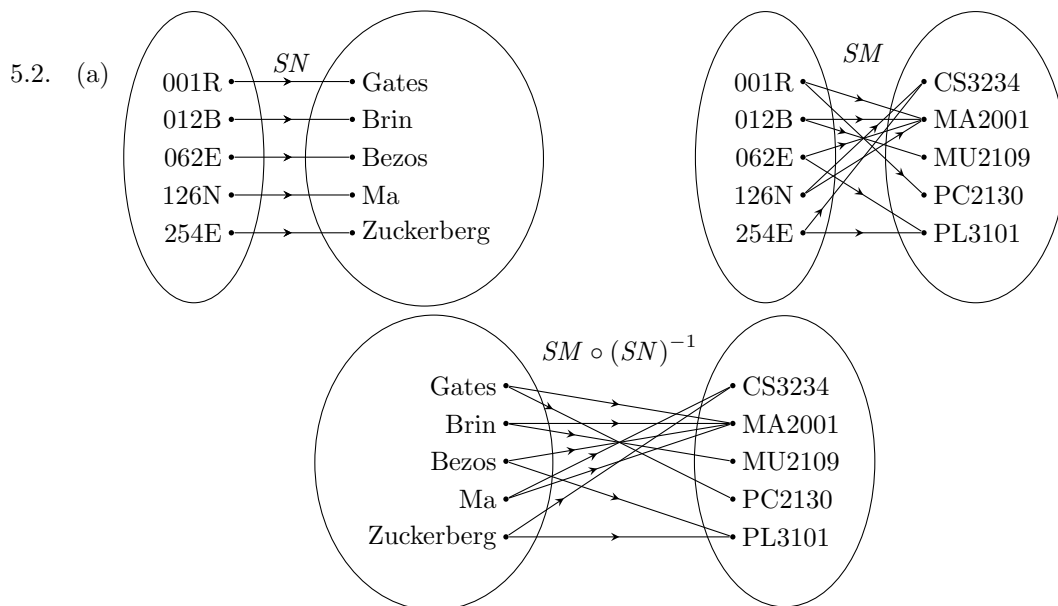 5.2. (a) SN SM
001R Gates 001R CS3234
012B Brin 012B MA2001
062E Bezos 062E MU2109
126N Ma 126N PC2130
254E Zuckerberg 254E PL3101
SM ∘ (SN)⁻¹
Gates CS3234
Brin MA2001
Bezos MU2109
Ma PC2130
Zuckerberg PL3101